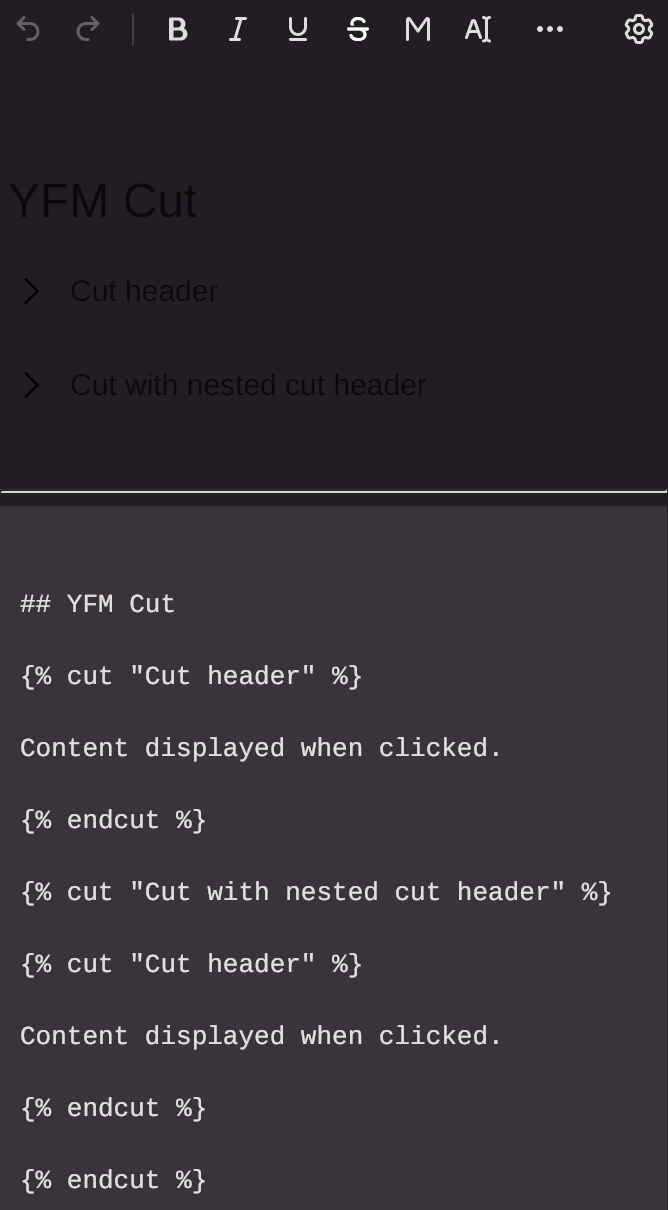 B I U S M A
YFM Cut
Cut header
Cut with nested cut header
## YFM Cut
{% cut "Cut header" %}
Content displayed when clicked.
{% endcut %}
{% cut "Cut with nested cut header" %}
{% cut "Cut header" %}
Content displayed when clicked.
{% endcut %}
{% endcut %}